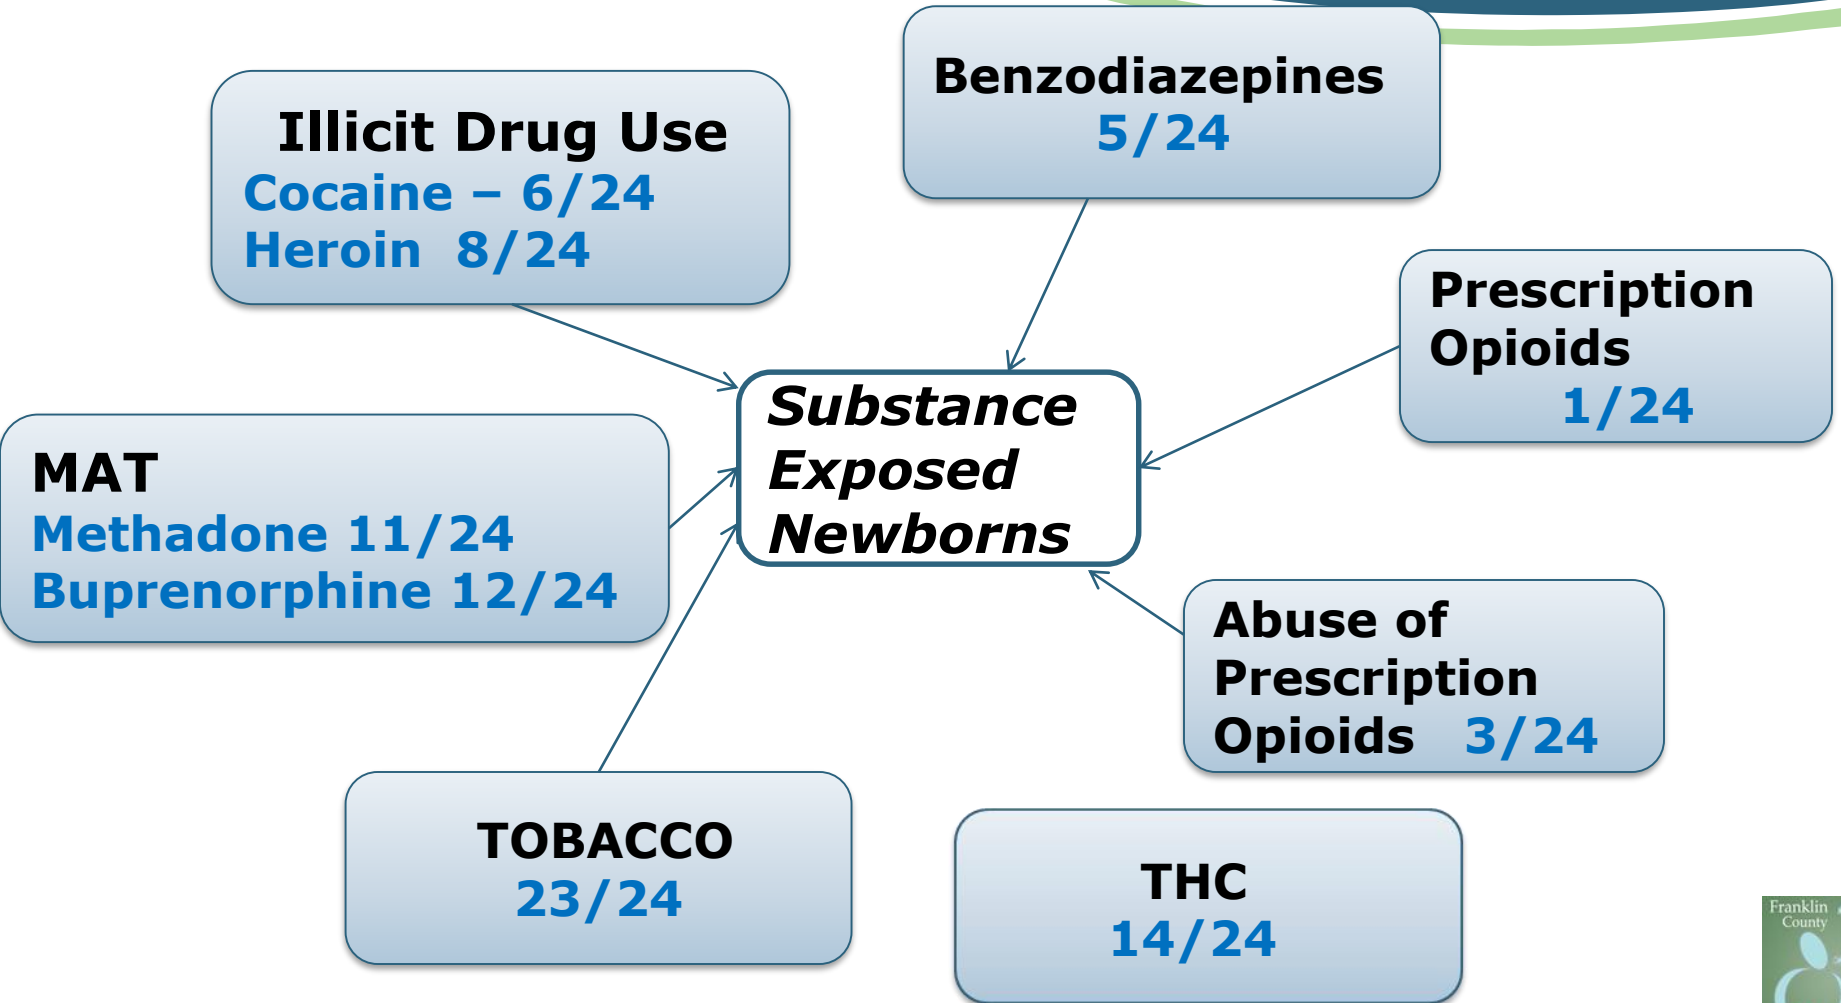 Benzodiazepines
5/24
Illicit Drug Use
Cocaine – 6/24
Heroin 8/24
Prescription
Opioids
1/24
Substance
Exposed
Newborns
MAT
Methadone 11/24
Buprenorphine 12/24
Abuse of
Prescription
Opioids 3/24
TOBACCO
23/24
THC
14/24
Franklin
County